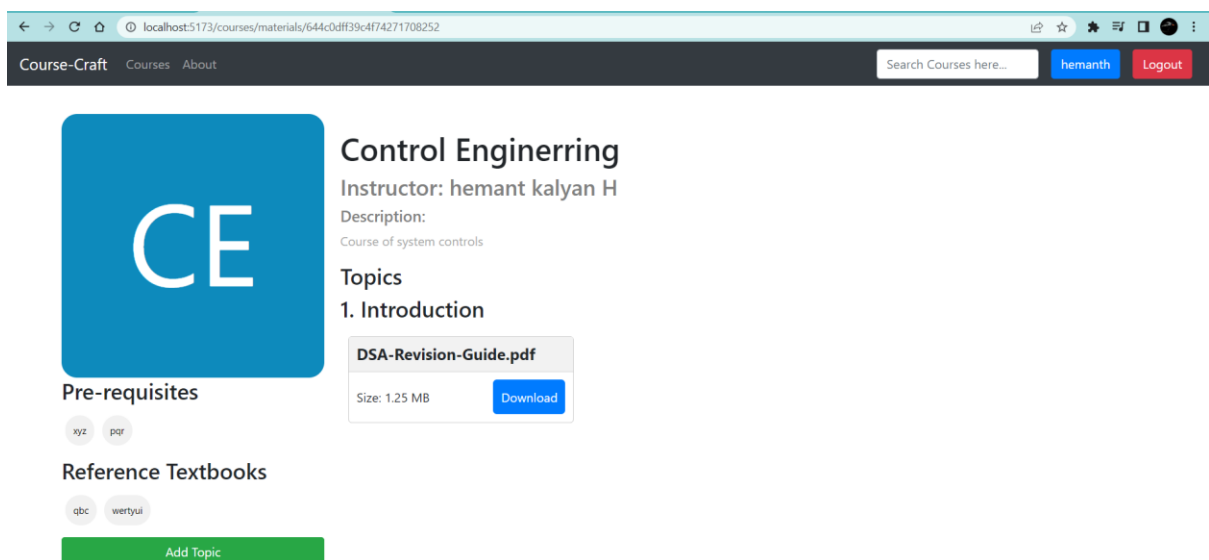 localhost:5173/courses/materials/644c0dff39c4f74271708252
Course-Craft Courses About Search Courses here... hemanth Logout
CE
Control Enginerring
Instructor: hemant kalyan H
Description:
Course of system controls
Topics
1. Introduction
DSA-Revision-Guide.pdf
Size: 1.25 MB Download
Pre-requisites
xyz pqr
Reference Textbooks
qbc wertyui
Add Topic